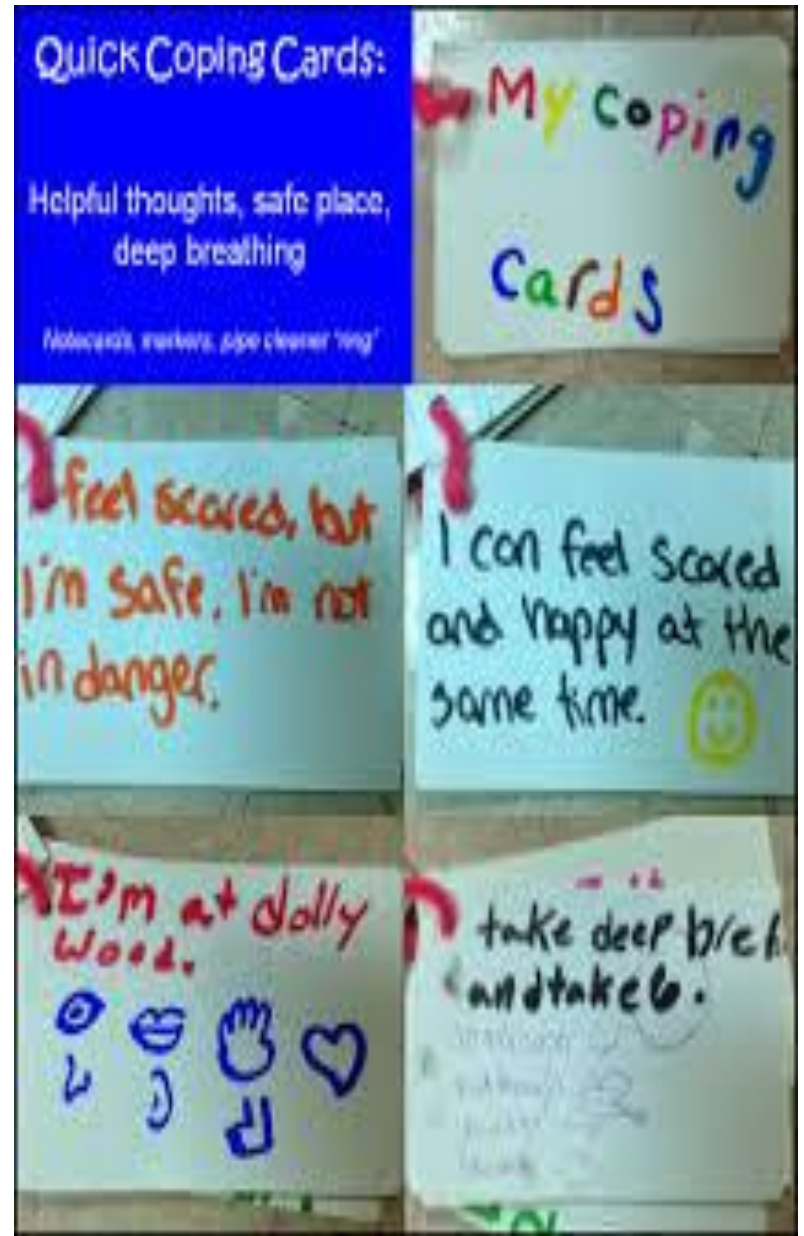 Quick Coping Cards:
Helpful thoughts, safe place,
deep breathing
Notecards, markers, pipe cleaner "ring"
My coping
cards
feel scared, but
I'm safe. I'm not
in danger.
I can feel scared
and happy at the
same time.
I'm at dolly
wood.
take deep breh
and take 6.